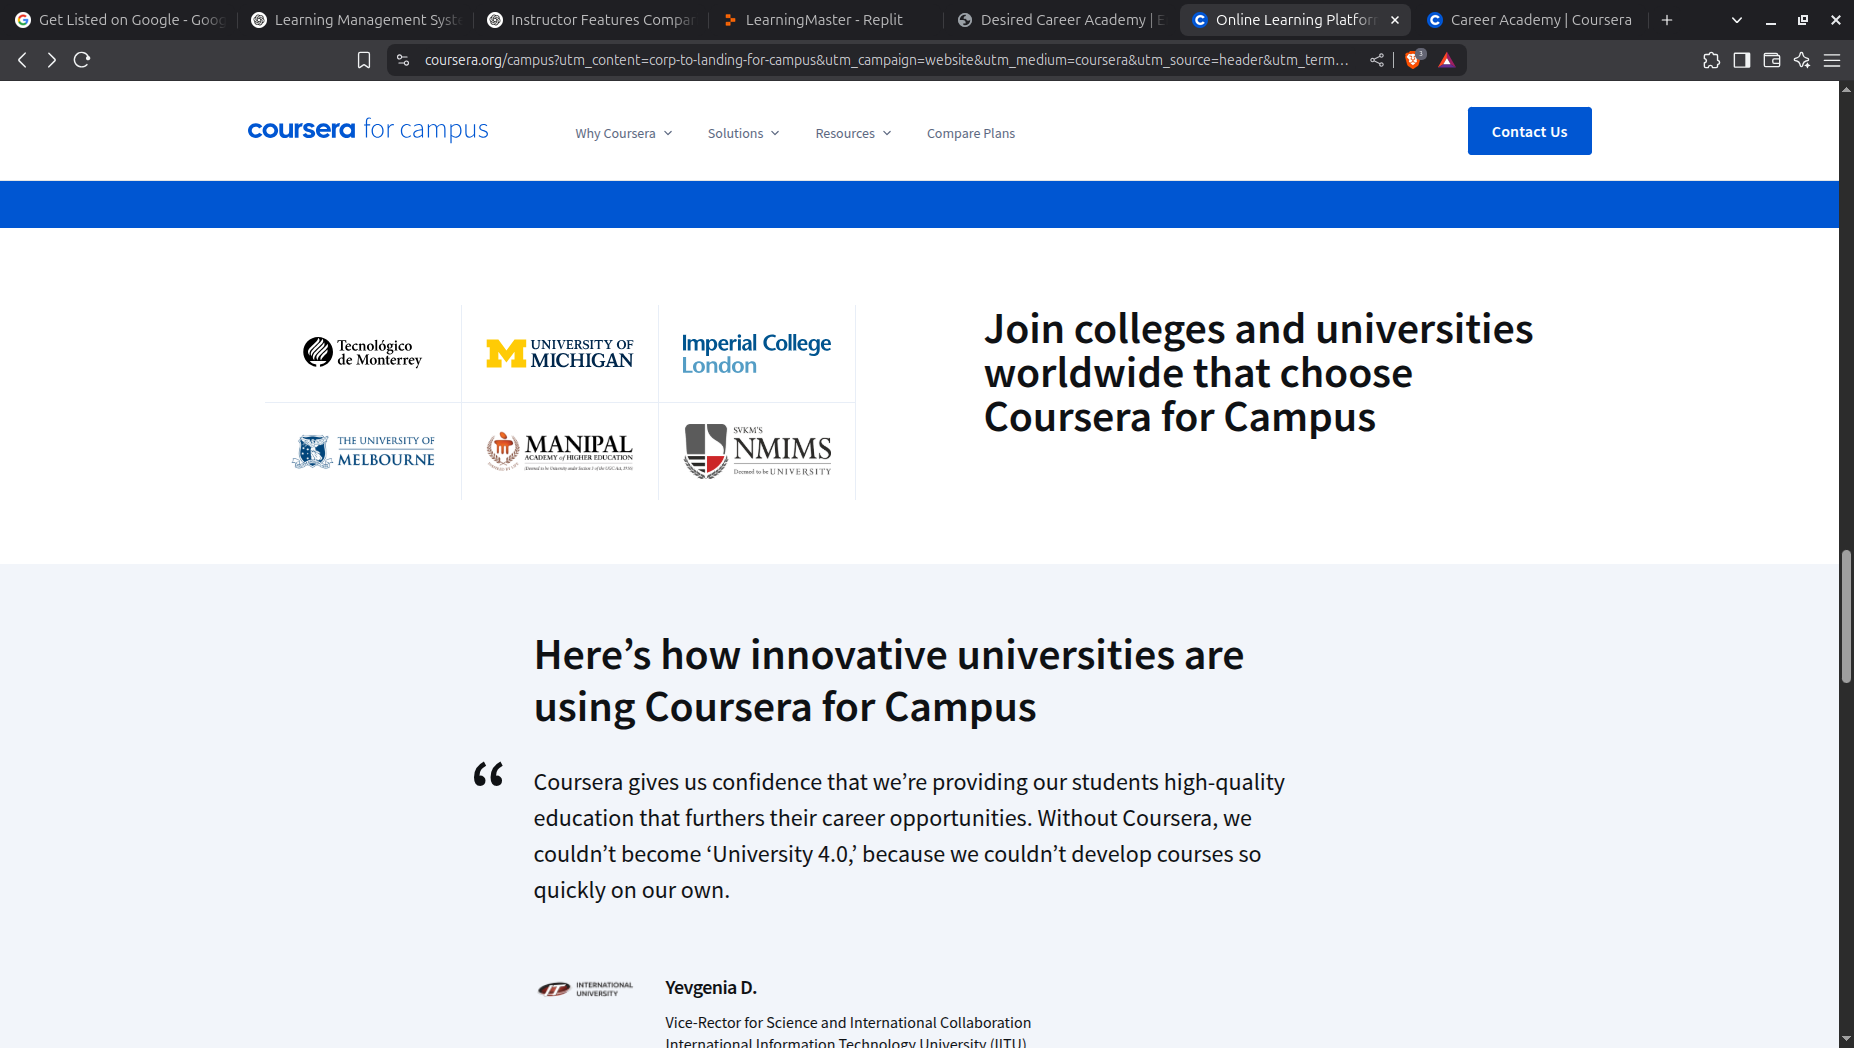 Get Listed on Google - Goog
Learning Management Syste
Instructor Features Compar
LearningMaster - Replit
Desired Career Academy | E
Online Learning Platfor
Career Academy | Coursera
coursera.org/campus?utm_content=corp-to-landing-for-campus&utm_campaign=website&utm_medium=coursera&utm_source=header&utm_term...
3
coursera for campus
Why Coursera
Solutions
Resources
Compare Plans
Contact Us
Tecnológico
de Monterrey
UNIVERSITY OF
MICHIGAN
Imperial College
London
THE UNIVERSITY OF
MELBOURNE
MANIPAL
ACADEMY of HIGHER EDUCATION
SVKM'S
NMIMS
Deemed to be UNIVERSITY
Join colleges and universities
worldwide that choose
Coursera for Campus
Here’s how innovative universities are
using Coursera for Campus
“
Coursera gives us confidence that we’re providing our students high-quality
education that furthers their career opportunities. Without Coursera, we
couldn’t become ‘University 4.0,’ because we couldn’t develop courses so
quickly on our own.
INTERNATIONAL
UNIVERSITY
Yevgenia D.
Vice-Rector for Science and International Collaboration
International Information Technology University (IITU)